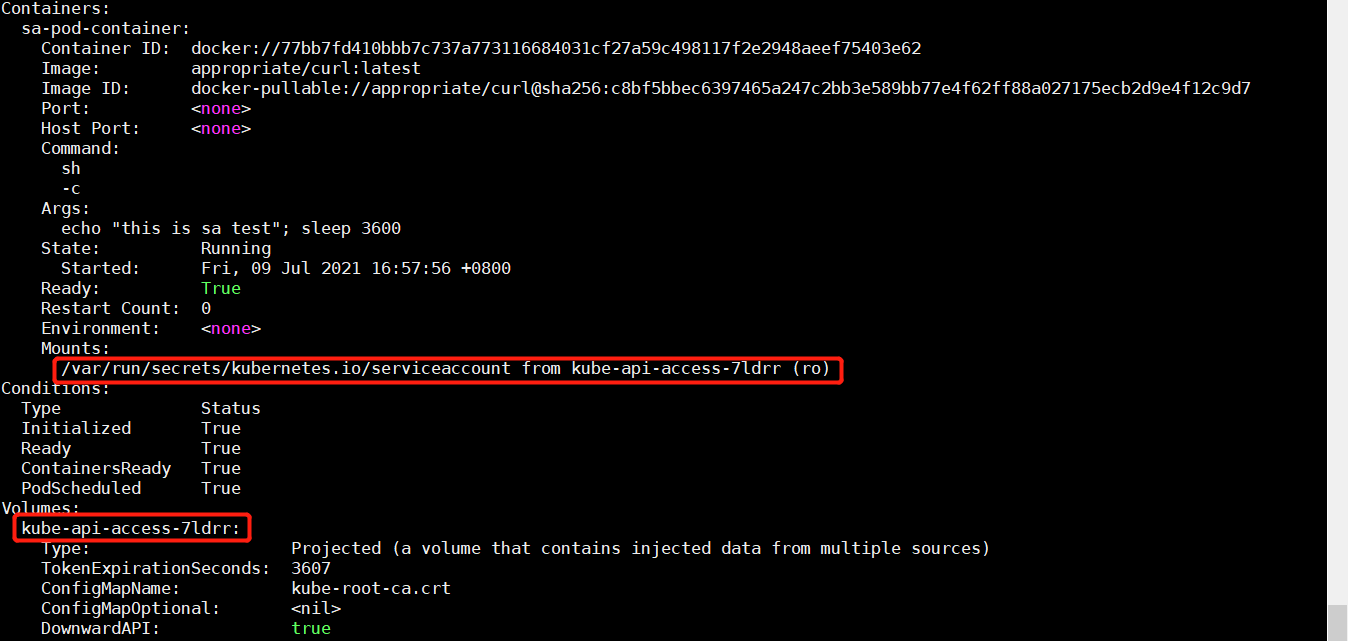 Containers:
  sa-pod-container:
    Container ID:  docker://77bb7fd410bbb7c737a773116684031cf27a59c498117f2e2948aeef75403e62
    Image:         appropriate/curl:latest
    Image ID:      docker-pullable://appropriate/curl@sha256:c8bf5bbec6397465a247c2bb3e589bb77e4f62ff88a027175ecb2d9e4f12c9d7
    Port:          <none>
    Host Port:     <none>
    Command:
      sh
      -c
    Args:
      echo "this is sa test"; sleep 3600
    State:          Running
      Started:      Fri, 09 Jul 2021 16:57:56 +0800
    Ready:          True
    Restart Count:  0
    Environment:    <none>
    Mounts:
      /var/run/secrets/kubernetes.io/serviceaccount from kube-api-access-7ldrr (ro)
Conditions:
  Type              Status
  Initialized       True
  Ready             True
  ContainersReady   True
  PodScheduled      True
Volumes:
  kube-api-access-7ldrr:
    Type:                    Projected (a volume that contains injected data from multiple sources)
    TokenExpirationSeconds:  3607
    ConfigMapName:           kube-root-ca.crt
    ConfigMapOptional:       <nil>
    DownwardAPI:             true